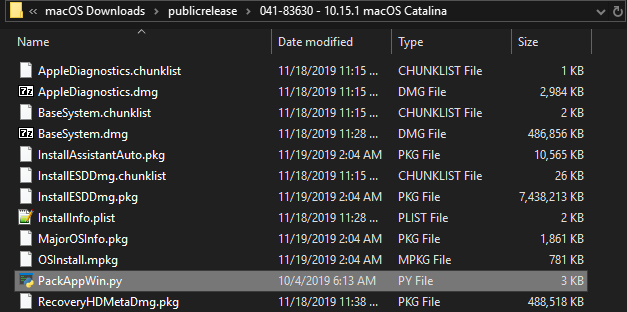 « macOS Downloads › publicrelease › 041-83630 - 10.15.1 macOS Catalina
Name Date modified Type Size
AppleDiagnostics.chunklist 11/18/2019 11:15 ... CHUNKLIST File 1 KB
AppleDiagnostics.dmg 11/18/2019 11:15 ... DMG File 2,984 KB
BaseSystem.chunklist 11/18/2019 11:15 ... CHUNKLIST File 2 KB
BaseSystem.dmg 11/18/2019 11:28 ... DMG File 486,856 KB
InstallAssistantAuto.pkg 11/19/2019 2:04 AM PKG File 10,565 KB
InstallESDDmg.chunklist 11/18/2019 11:15 ... CHUNKLIST File 26 KB
InstallESDDmg.pkg 11/19/2019 2:04 AM PKG File 7,438,213 KB
InstallInfo.plist 11/18/2019 11:28 ... PLIST File 2 KB
MajorOSInfo.pkg 11/19/2019 2:04 AM PKG File 1,861 KB
OSInstall.mpkg 11/19/2019 2:04 AM MPKG File 781 KB
PackAppWin.py 10/4/2019 6:13 AM PY File 3 KB
RecoveryHDMetaDmg.pkg 11/18/2019 11:38 ... PKG File 488,518 KB